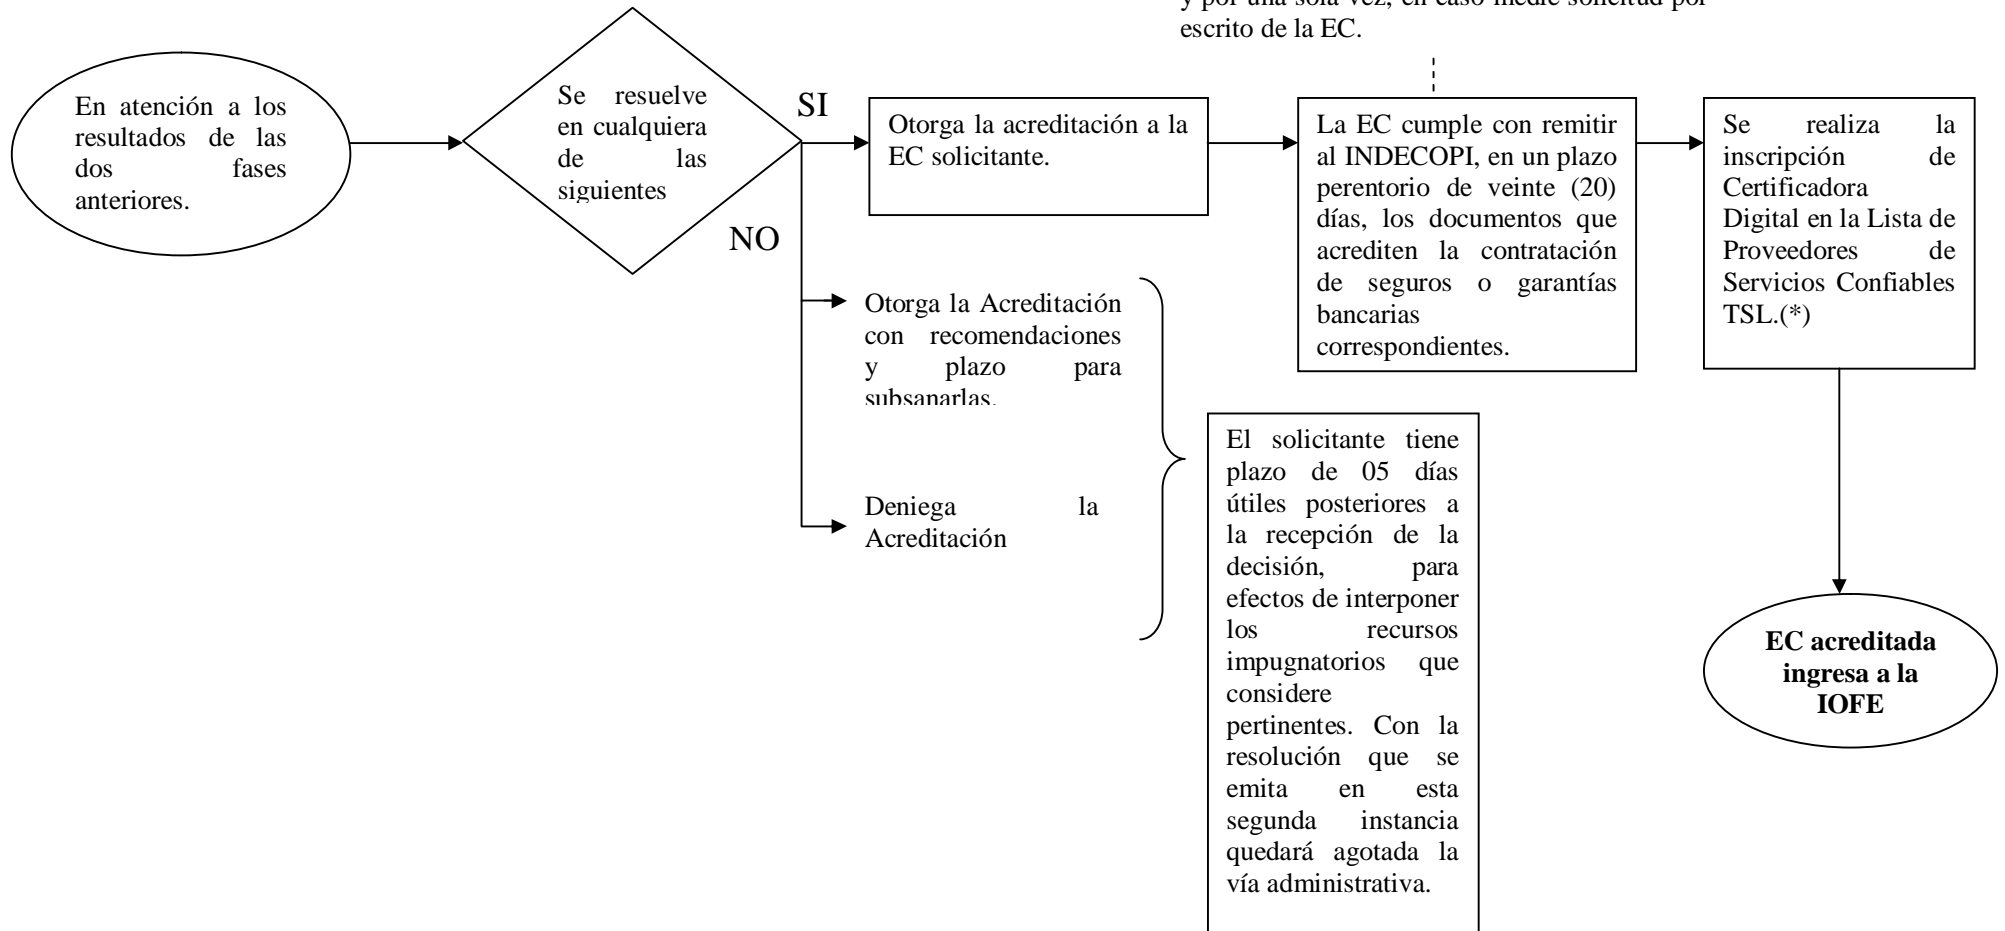 y por una sola vez, en caso medie solicitud por
escrito de la EC.
En atención a los
resultados de las
dos fases
anteriores.
Se resuelve
en cualquiera
de las
siguientes
SI
NO
Otorga la acreditación a la
EC solicitante.
La EC cumple con remitir
al INDECOPI, en un plazo
perentorio de veinte (20)
días, los documentos que
acrediten la contratación
de seguros o garantías
bancarias
correspondientes.
Se realiza la
inscripción de
Certificadora
Digital en la Lista de
Proveedores de
Servicios Confiables
TSL.(*)
Otorga la Acreditación
con recomendaciones
y plazo para
subsanarlas.
Deniega la
Acreditación
El solicitante tiene
plazo de 05 días
útiles posteriores a
la recepción de la
decisión, para
efectos de interponer
los recursos
impugnatorios que
considere
pertinentes. Con la
resolución que se
emita en esta
segunda instancia
quedará agotada la
vía administrativa.
EC acreditada
ingresa a la
IOFE